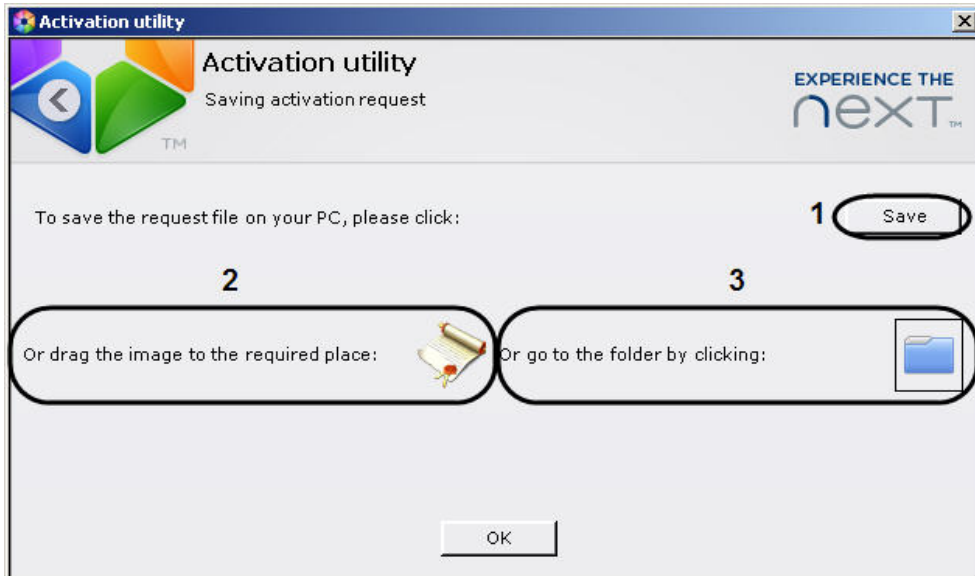 Activation utility
Activation utility
Saving activation request
EXPERIENCE THE
next™
TM
To save the request file on your PC, please click:
1
Save
2
3
Or drag the image to the required place:
Or go to the folder by clicking:
OK